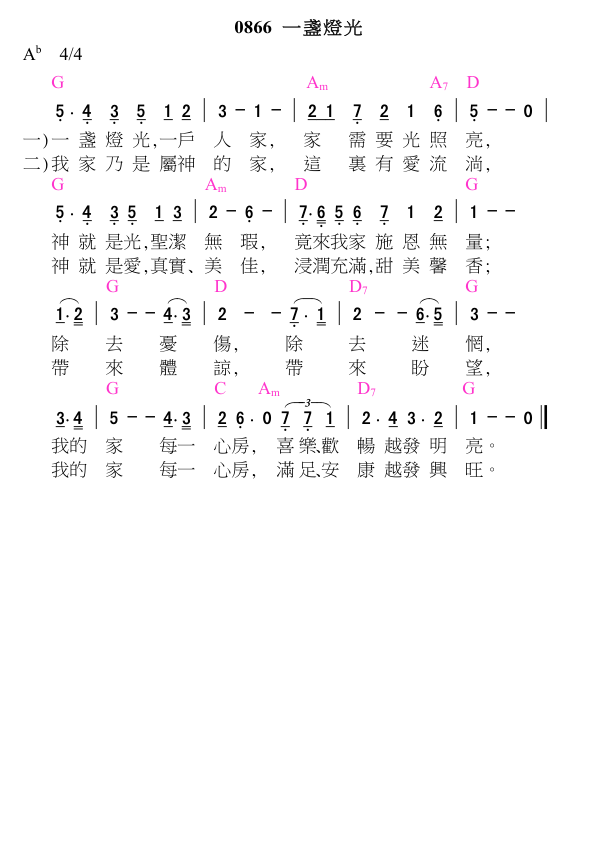 0866 一盞燈光
A♭ 4/4
G Am A7 D
5· 4 3 5 1 2 | 3 - 1 - | 2 1 7 2 1 6 | 5 - - 0 |
一)一盞燈光,一戶人家, 家需要光照亮,
二)我家乃是屬神的家, 這裏有愛流淌,
G Am D G
5· 4 3 5 1 3 | 2 - 6 - | 7· 6 5 6 7 1 2 | 1 - -
神就是光,聖潔無瑕, 竟來我家施恩無量;
神就是愛,真實、美佳, 浸潤充滿,甜美馨香;
G D D7 G
1· 2 | 3 - - 4· 3 | 2 - - 7· 1 | 2 - - 6· 5 | 3 - -
除去憂傷, 除去迷惘,
帶來體諒, 帶來盼望,
G C Am D7 G
3· 4 | 5 - - 4· 3 | 2 6· 0 7 7 1 | 2· 4 3· 2 | 1 - - 0 ‖
3
我的家每一心房, 喜樂、歡暢越發明亮。
我的家每一心房, 滿足、安康越發興旺。